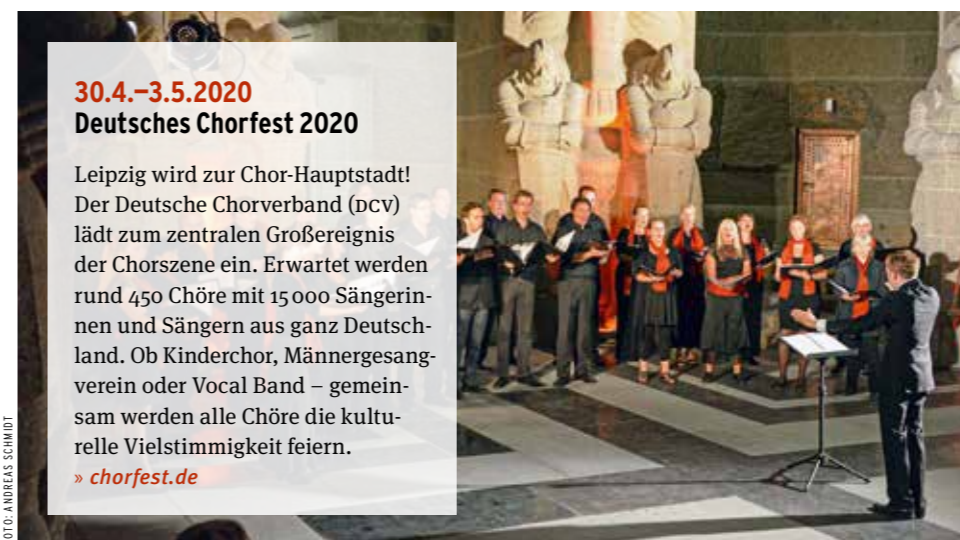 30.4.–3.5.2020
Deutsches Chorfest 2020
Leipzig wird zur Chor-Hauptstadt!
Der Deutsche Chorverband (DCV)
lädt zum zentralen Großereignis
der Chorszene ein. Erwartet werden
rund 450 Chöre mit 15 000 Sängerin-
nen und Sängern aus ganz Deutsch-
land. Ob Kinderchor, Männergesang-
verein oder Vocal Band – gemein-
sam werden alle Chöre die kultu-
relle Vielstimmigkeit feiern.
» chorfest.de
OTO: ANDREAS SCHMIDT